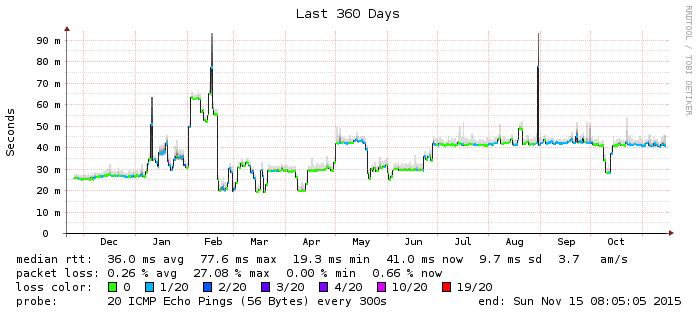 Last 360 Days
RRDTOOL / TOBI OETIKER
Seconds
90 m
80 m
70 m
60 m
50 m
40 m
30 m
20 m
10 m
0
Dec Jan Feb Mar Apr May Jun Jul Aug Sep Oct
median rtt: 36.0 ms avg 77.6 ms max 19.3 ms min 41.0 ms now 9.7 ms sd 3.7 am/s
packet loss: 0.26 % avg 27.08 % max 0.00 % min 0.66 % now
loss color: 0 1/20 2/20 3/20 4/20 10/20 19/20
probe: 20 ICMP Echo Pings (56 Bytes) every 300s end: Sun Nov 15 08:05:05 2015